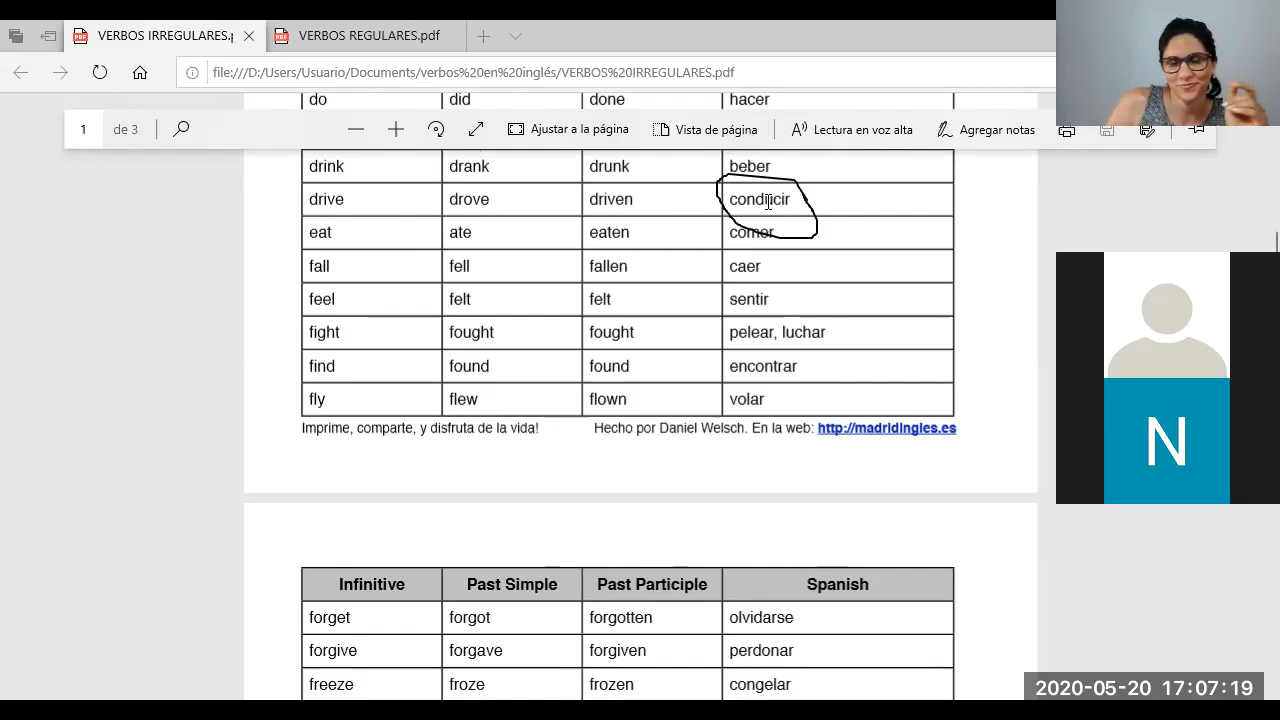 VERBOS IRREGULARES.p
VERBOS REGULARES.pdf
file:///D:/Users/Usuario/Documents/verbos%20en%20inglés/VERBOS%20IRREGULARES.pdf
do did done hacer
1 de 3 Ajustar a la página Vista de página Lectura en voz alta Agregar notas
drink drank drunk beber
drive drove driven conducir
eat ate eaten comer
fall fell fallen caer
feel felt felt sentir
fight fought fought pelear, luchar
find found found encontrar
fly flew flown volar
Imprime, comparte, y disfruta de la vida! Hecho por Daniel Welsch. En la web: http://madridingles.es
N
Infinitive Past Simple Past Participle Spanish
forget forgot forgotten olvidarse
forgive forgave forgiven perdonar
freeze froze frozen congelar
2020-05-20 17:07:19